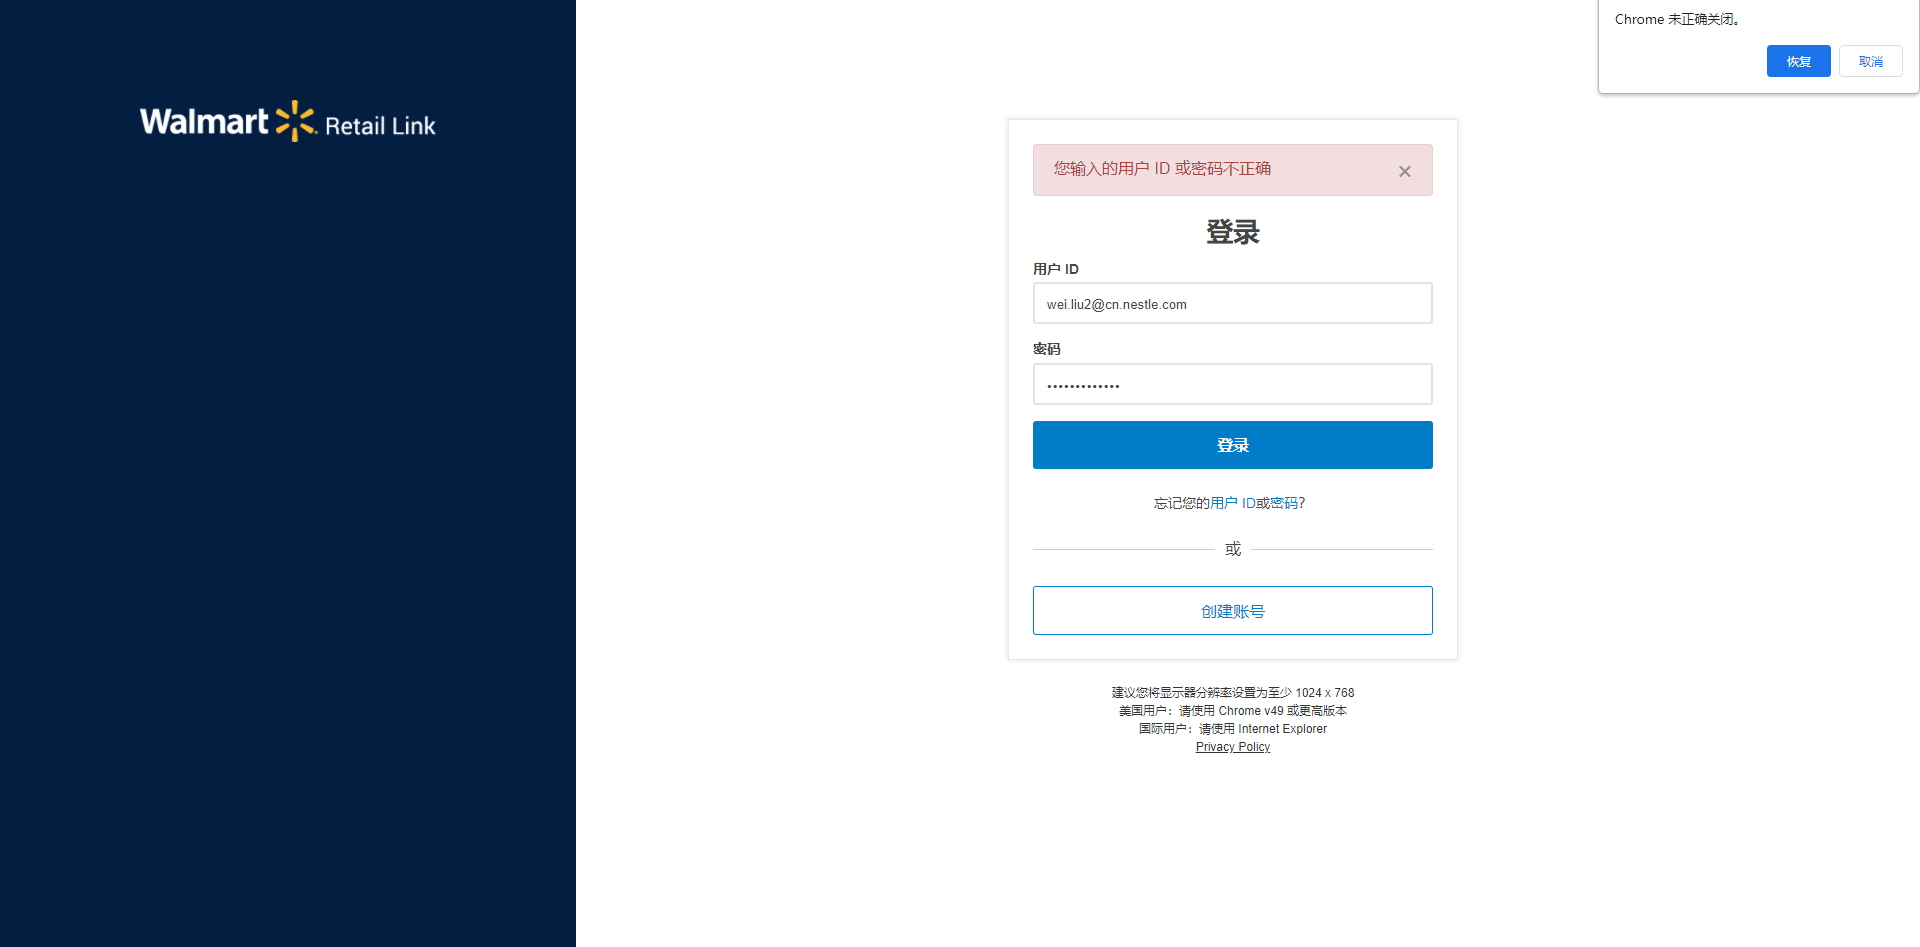 Walmart Retail Link
Chrome 未正确关闭。
恢复 取消
您输入的用户 ID 或密码不正确 ×
登录
用户 ID
wei.liu2@cn.nestle.com
密码
•••••••••••••
登录
忘记您的用户 ID或密码?
或
创建账号
建议您将显示器分辨率设置为至少 1024 x 768
美国用户：请使用 Chrome v49 或更高版本
国际用户：请使用 Internet Explorer
Privacy Policy